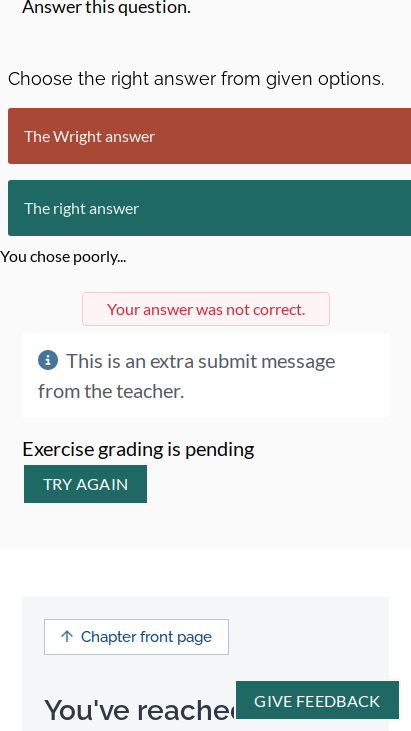 Answer this question.
Choose the right answer from given options.
The Wright answer
The right answer
You chose poorly...
Your answer was not correct.
This is an extra submit message
from the teacher.
Exercise grading is pending
TRY AGAIN
Chapter front page
You've reached
GIVE FEEDBACK